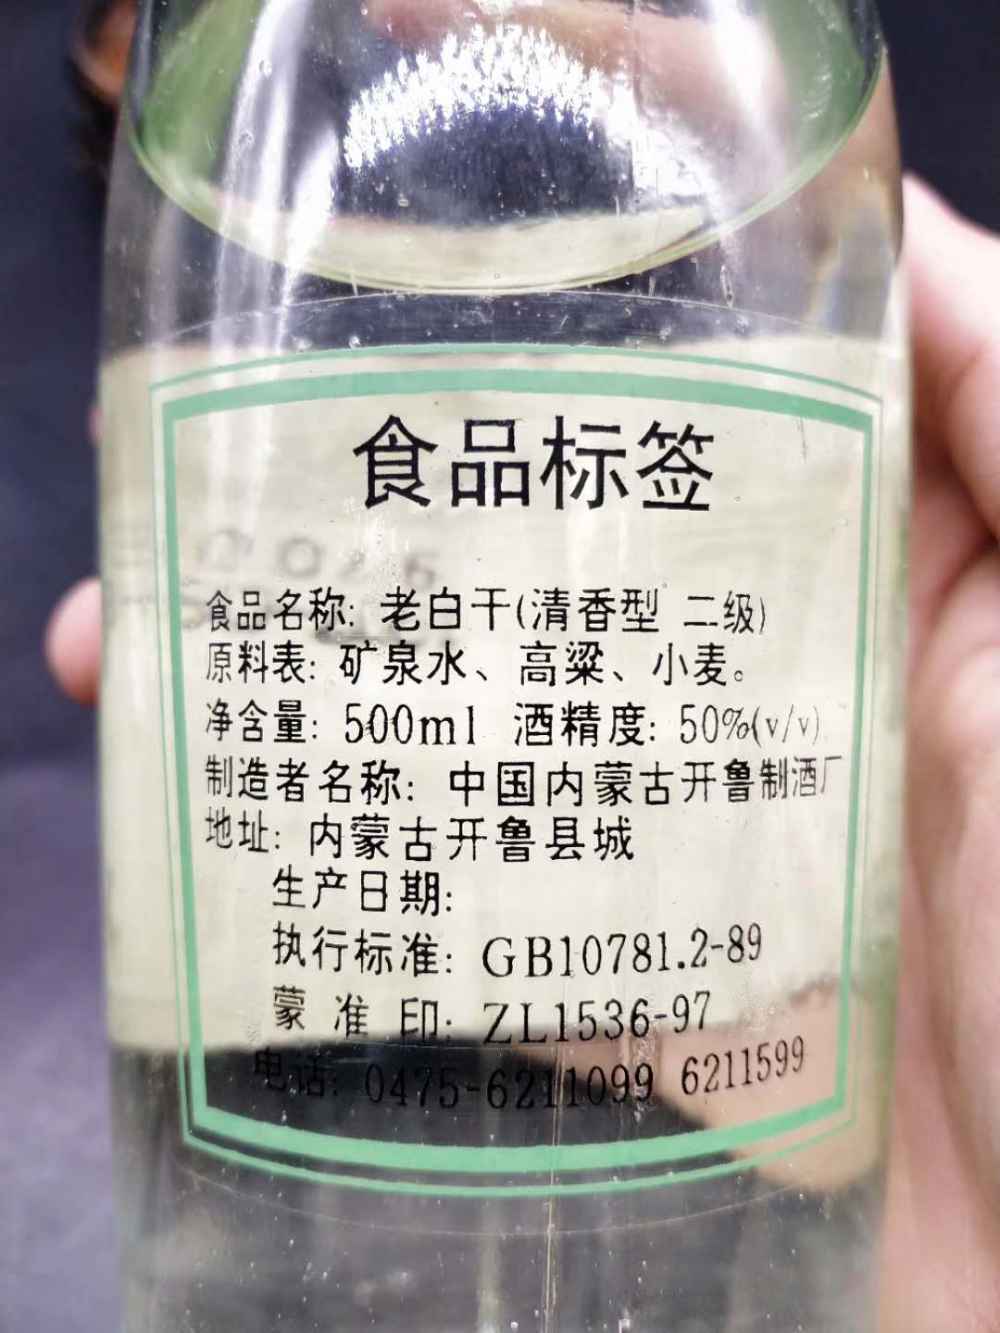 食品标签
食品名称: 老白干(清香型 二级)
原料表: 矿泉水、高粱、小麦。
净含量: 500ml 酒精度: 50%(v/v)
制造者名称: 中国内蒙古开鲁制酒厂
地址: 内蒙古开鲁县城
生产日期:
执行标准: GB10781.2-89
蒙准印: ZL1536-97
电话: 0475-6211099 6211599